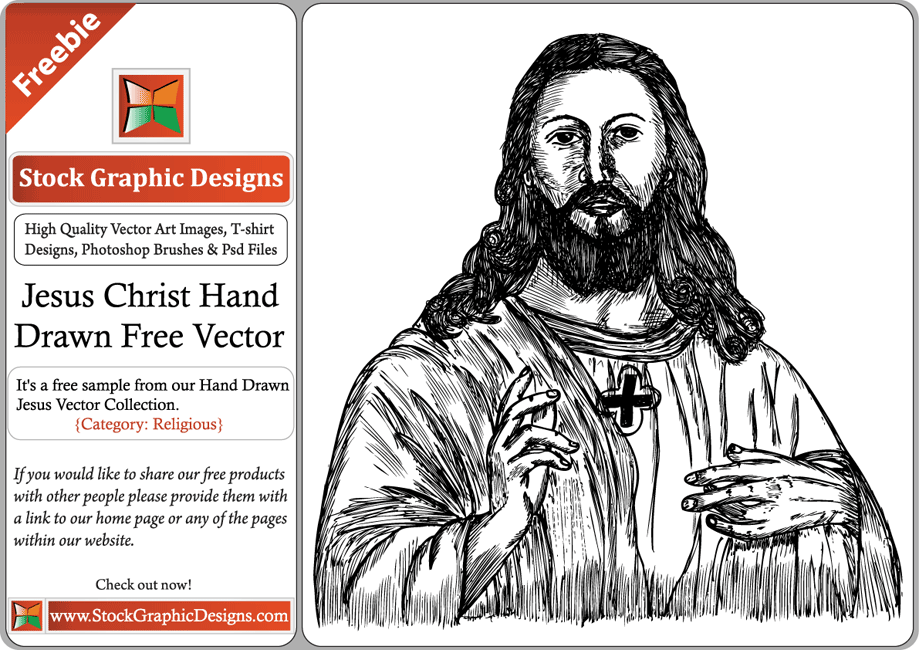 Freebie
Stock Graphic Designs
High Quality Vector Art Images, T-shirt
Designs, Photoshop Brushes & Psd Files
Jesus Christ Hand
Drawn Free Vector
It's a free sample from our Hand Drawn
Jesus Vector Collection.
{Category: Religious}
If you would like to share our free products
with other people please provide them with
a link to our home page or any of the pages
within our website.
Check out now!
www.StockGraphicDesigns.com